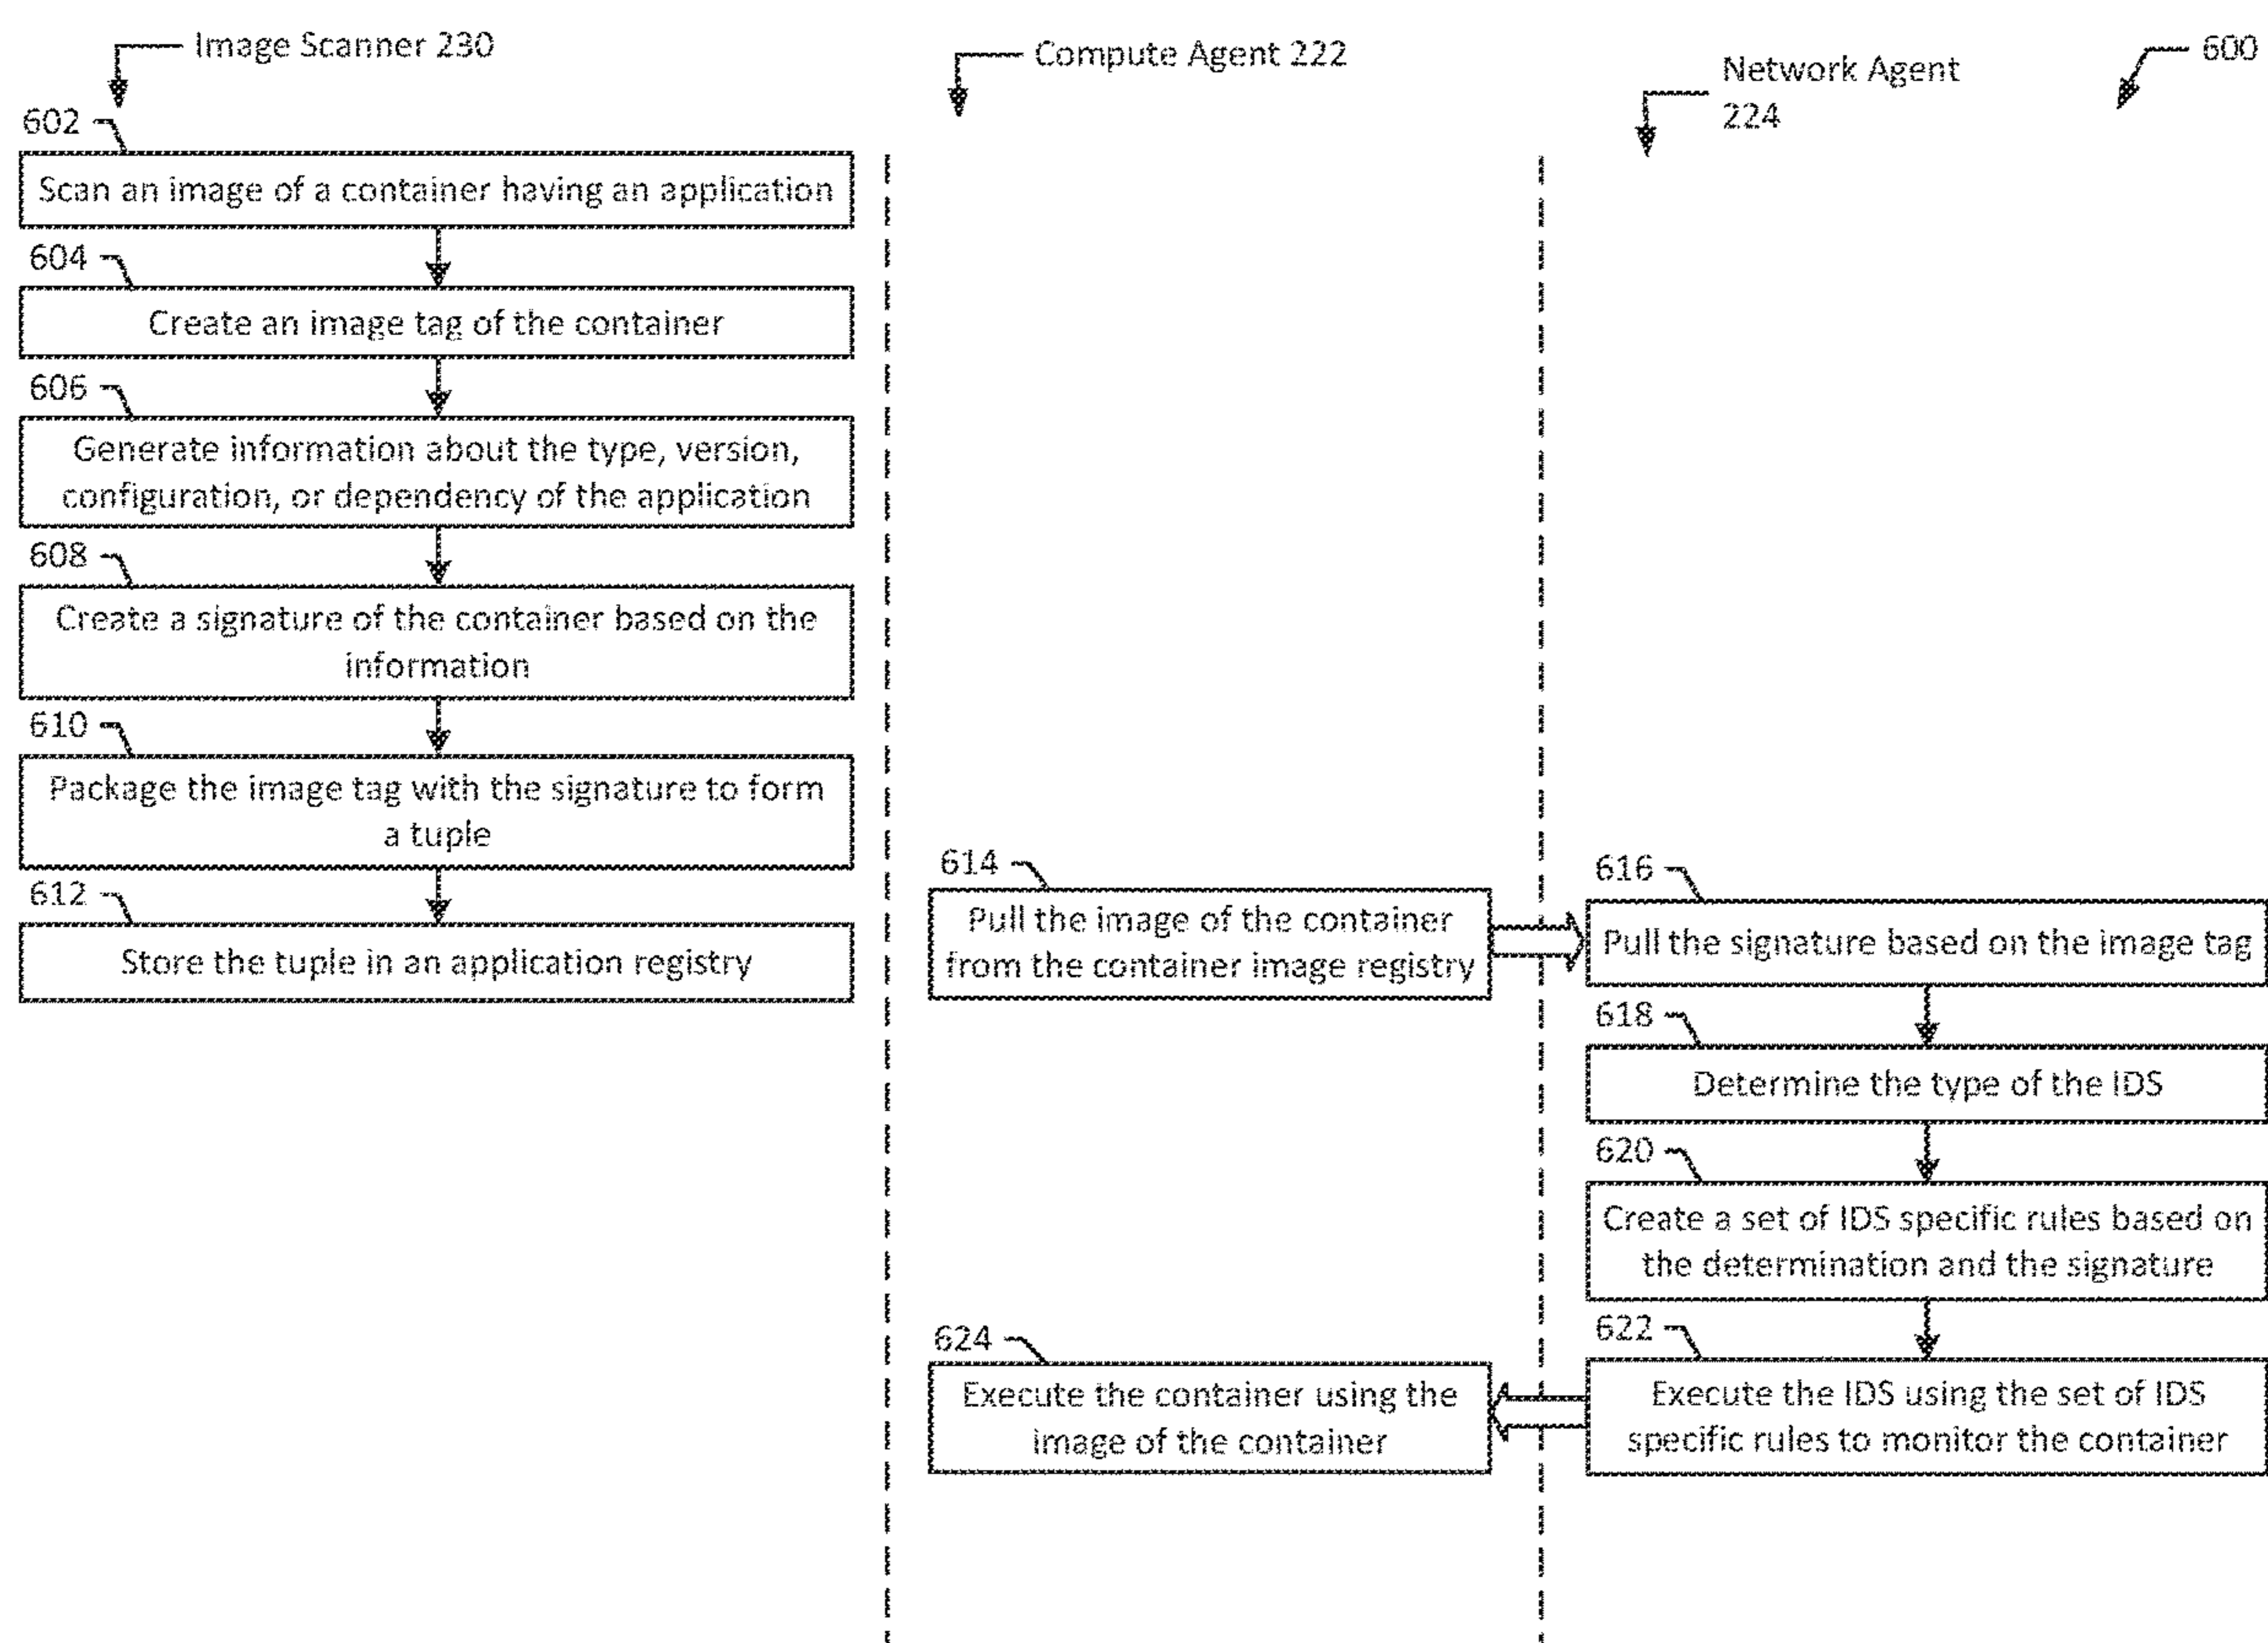 Image Scanner 230
Compute Agent 222
Network Agent
224
600
602
Scan an image of a container having an application
604
Create an image tag of the container
606
Generate information about the type, version,
configuration, or dependency of the application
608
Create a signature of the container based on the
information
610
Package the image tag with the signature to form
a tuple
612
Store the tuple in an application registry
614
Pull the image of the container
from the container image registry
616
Pull the signature based on the image tag
618
Determine the type of the IDS
620
Create a set of IDS specific rules based on
the determination and the signature
622
Execute the IDS using the set of IDS
specific rules to monitor the container
624
Execute the container using the
image of the container